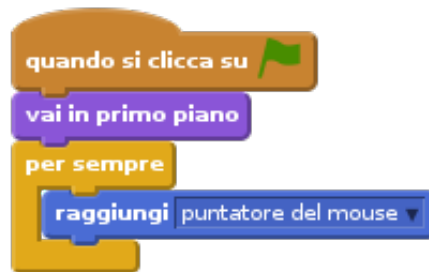 quando si clicca su
vai in primo piano
per sempre
raggiungi puntatore del mouse